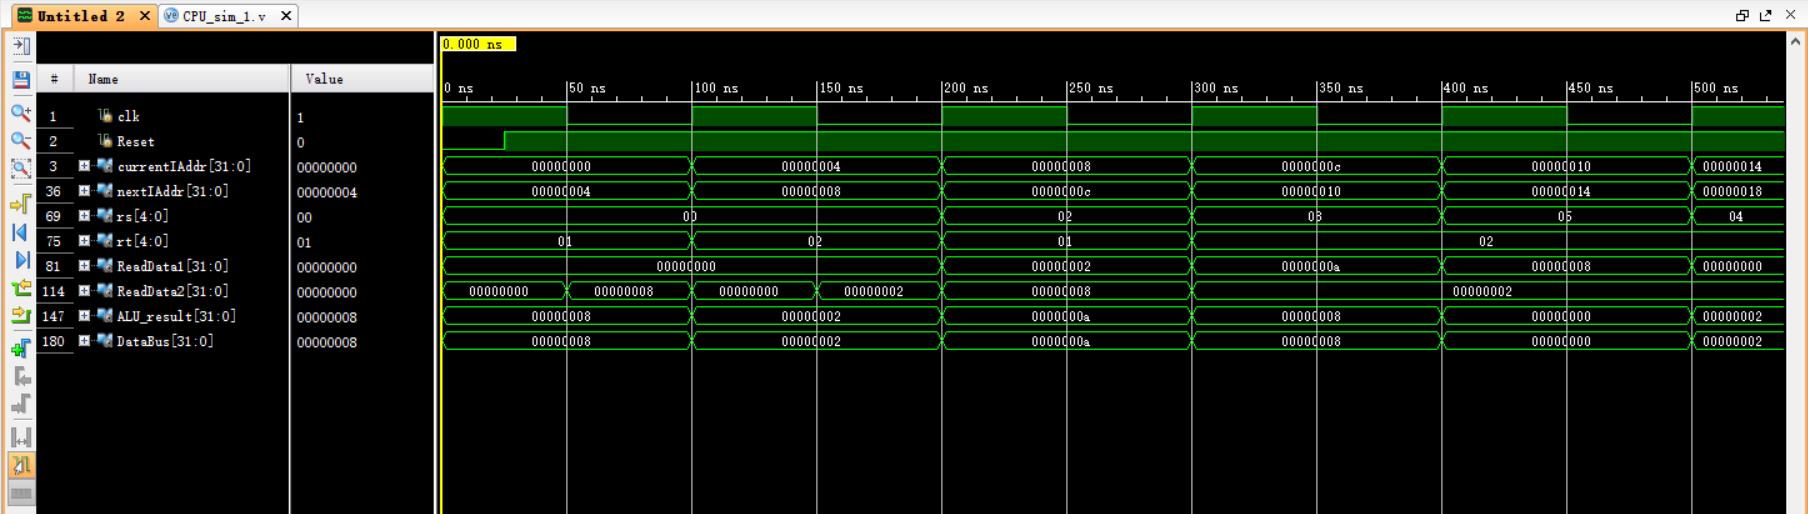 Untitled 2 CPU_sim_1.v
0.000 ns
# Name Value 0 ns 50 ns 100 ns 150 ns 200 ns 250 ns 300 ns 350 ns 400 ns 450 ns 500 ns
1 clk 1
2 Reset 0
3 currentIAddr[31:0] 00000000 00000000 00000004 00000008 0000000c 00000010 00000014
36 nextIAddr[31:0] 00000004 00000004 00000008 0000000c 00000010 00000014 00000018
69 rs[4:0] 00 00 02 03 05 04
75 rt[4:0] 01 01 02 01 02
81 ReadData1[31:0] 00000000 00000000 00000002 0000000a 00000008 00000000
114 ReadData2[31:0] 00000000 00000000 00000008 00000000 00000002 00000008 00000002
147 ALU_result[31:0] 00000008 00000008 00000002 0000000a 00000008 00000000 00000002
180 DataBus[31:0] 00000008 00000008 00000002 0000000a 00000008 00000000 00000002